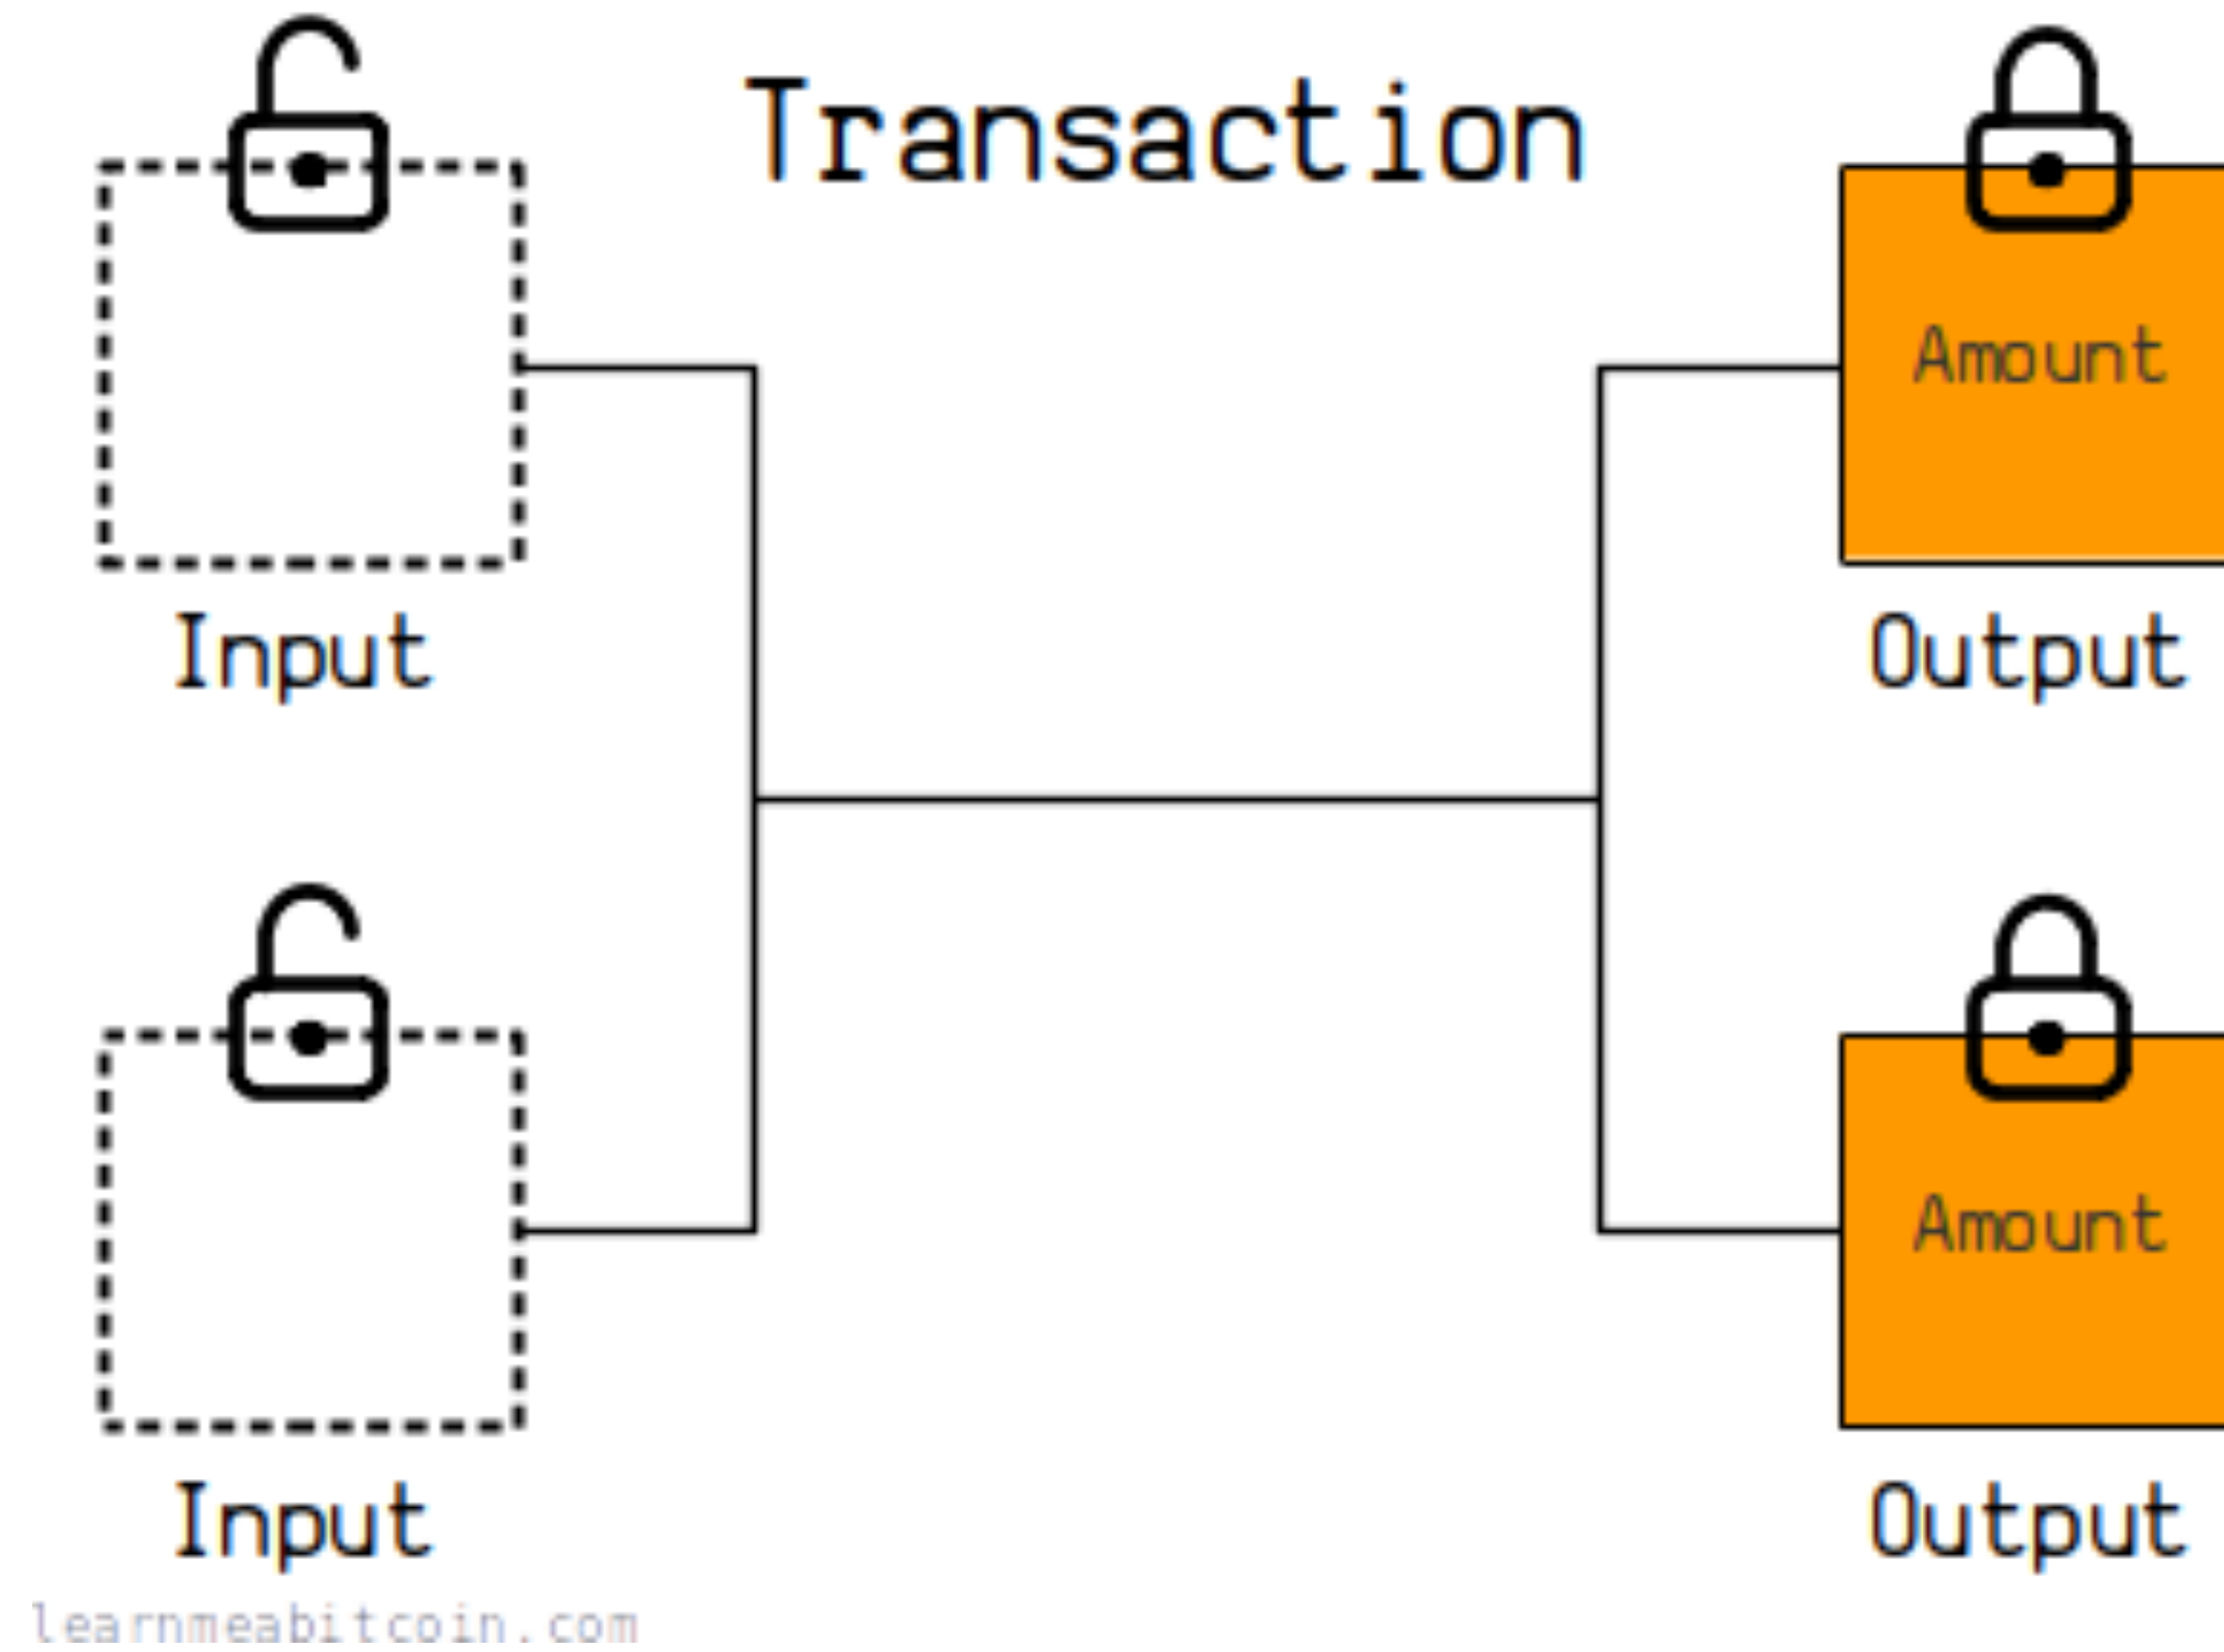 Transaction
Amount
Input
Output
Amount
Input
Output
learnmeabitcoin.com